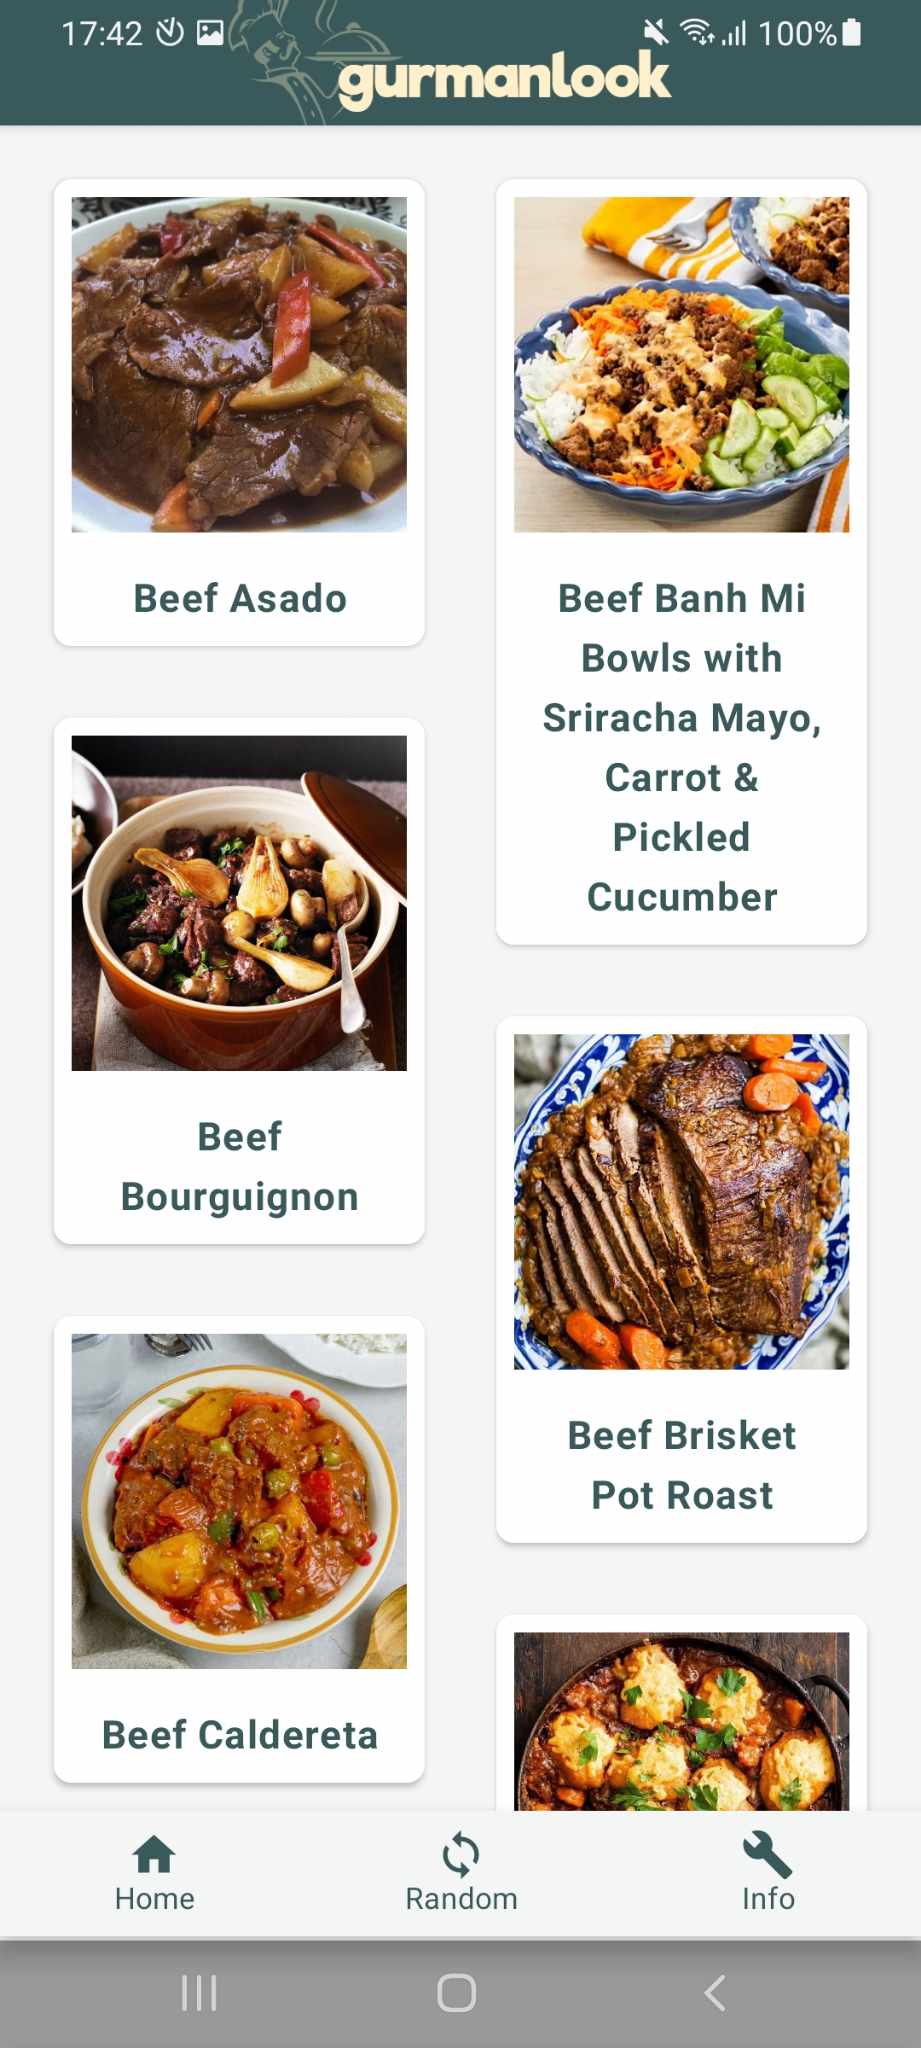 17:42
100%
gurmanlook
Beef Asado
Beef Banh Mi
Bowls with
Sriracha Mayo,
Carrot &
Pickled
Cucumber
Beef
Bourguignon
Beef Brisket
Pot Roast
Beef Caldereta
Home
Random
Info